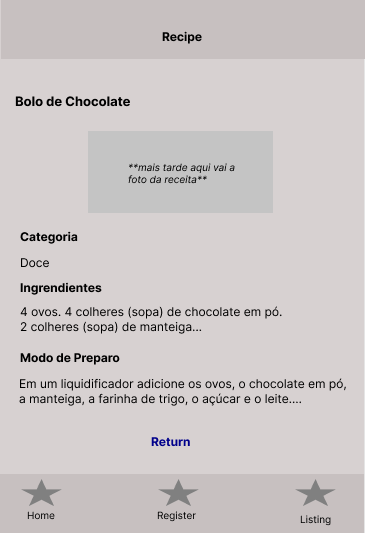 Recipe
Bolo de Chocolate
**mais tarde aqui vai a
foto da receita**
Categoria
Doce
Ingrendientes
4 ovos. 4 colheres (sopa) de chocolate em pó.
2 colheres (sopa) de manteiga...
Modo de Preparo
Em um liquidificador adicione os ovos, o chocolate em pó,
a manteiga, a farinha de trigo, o açúcar e o leite....
Return
Home
Register
Listing